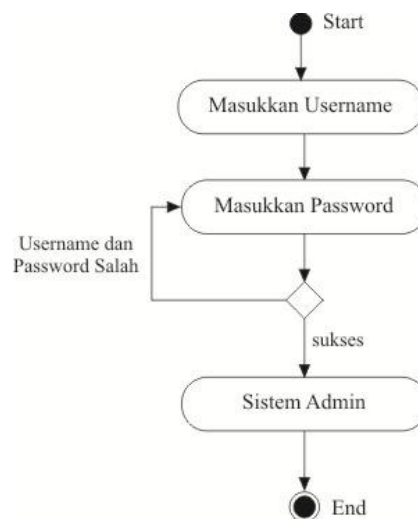 Start
Masukkan Username
Masukkan Password
Username dan
Password Salah
sukses
Sistem Admin
End